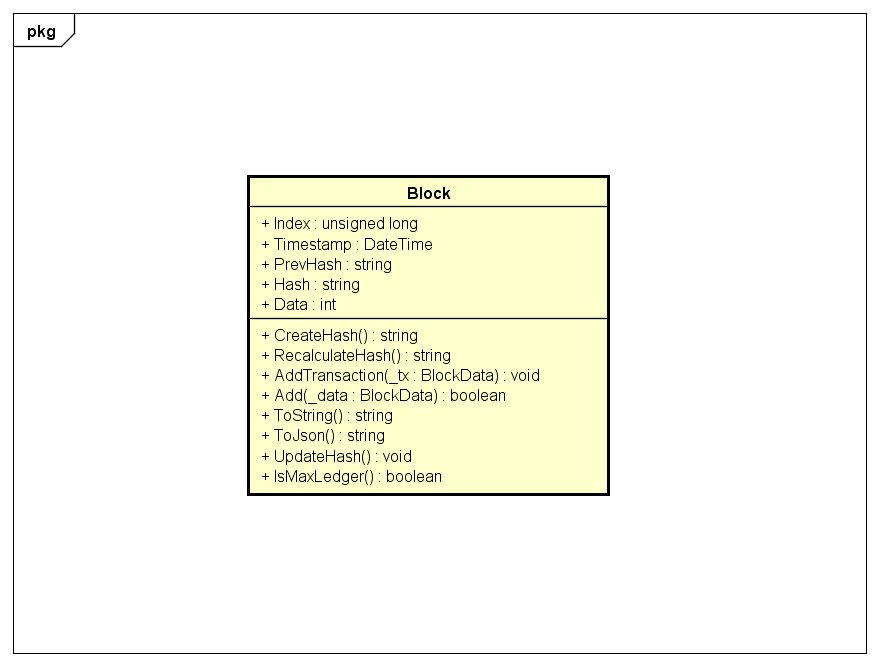 pkg
Block
+ Index : unsigned long
+ Timestamp : DateTime
+ PrevHash : string
+ Hash : string
+ Data : int
+ CreateHash() : string
+ RecalculateHash() : string
+ AddTransaction(_tx : BlockData) : void
+ Add(_data : BlockData) : boolean
+ ToString() : string
+ ToJson() : string
+ UpdateHash() : void
+ IsMaxLedger() : boolean